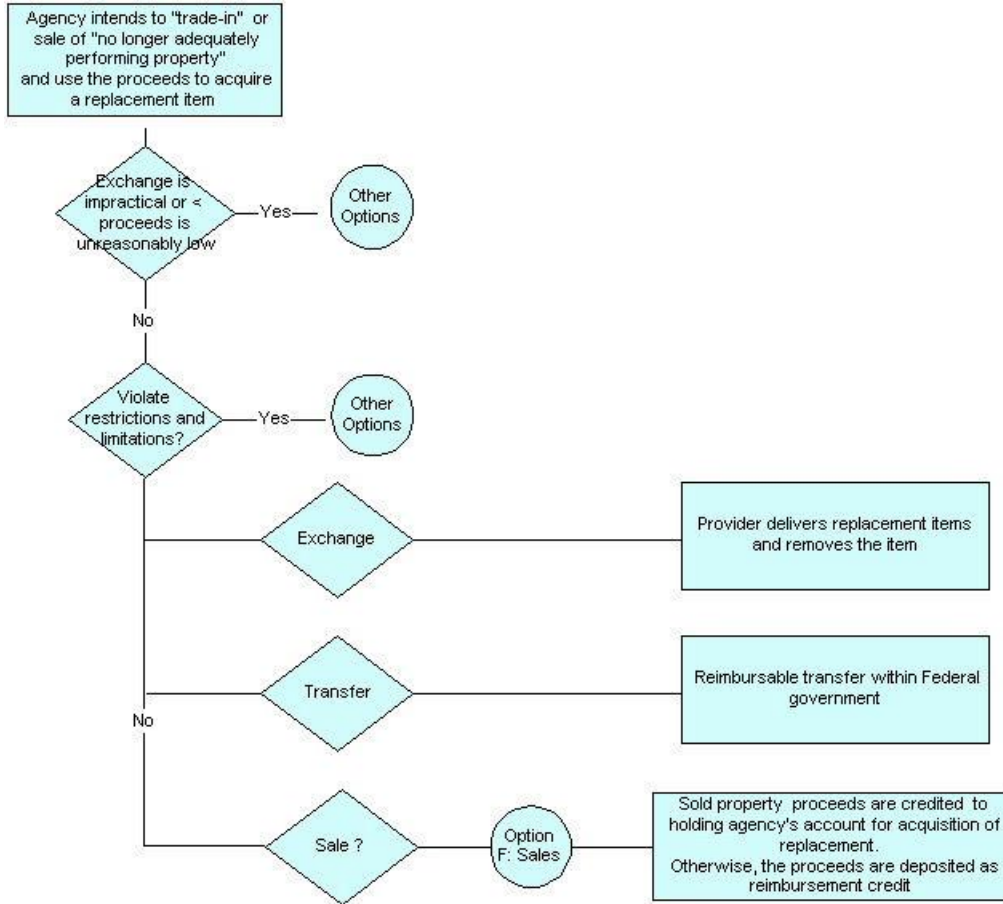 Agency intends to "trade-in" or
sale of "no longer adequately
performing property"
and use the proceeds to acquire
a replacement item
Exchange is
impractical or <
proceeds is
unreasonably low
Yes
Other
Options
No
Violate
restrictions and
limitations?
Yes
Other
Options
Exchange
Provider delivers replacement items
and removes the item
Transfer
Reimbursable transfer within Federal
government
No
Sale ?
Option
F: Sales
Sold property proceeds are credited to
holding agency's account for acquisition of
replacement.
Otherwise, the proceeds are deposited as
reimbursement credit